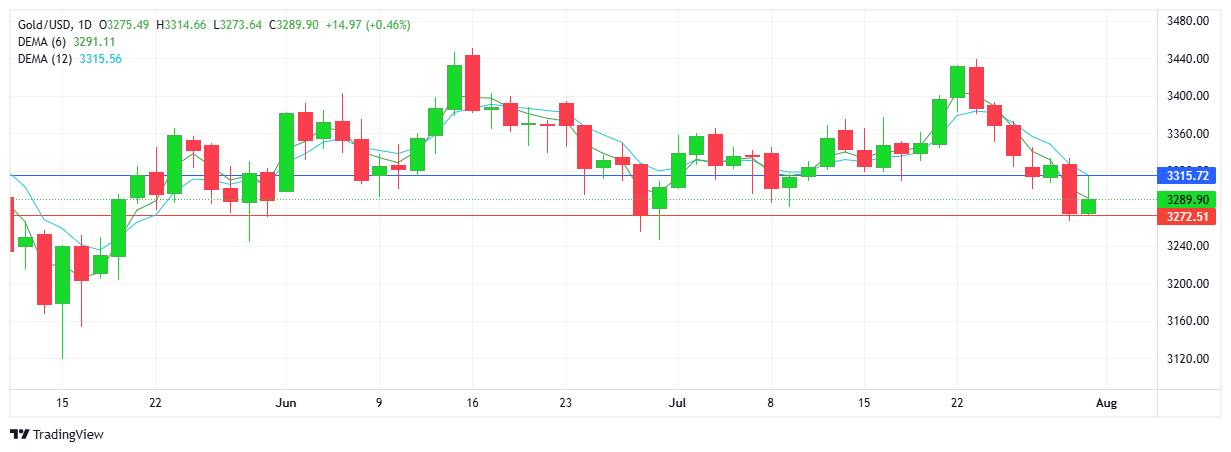 Gold/USD, 1D O3275.49 H3314.66 L3273.64 C3289.90 +14.97 (+0.46%)
DEMA (6) 3291.11
DEMA (12) 3315.56
3480.00
3440.00
3400.00
3360.00
3315.72
3289.90
3272.51
3240.00
3200.00
3160.00
3120.00
15 22 Jun 9 16 23 Jul 8 15 22 Aug
TradingView